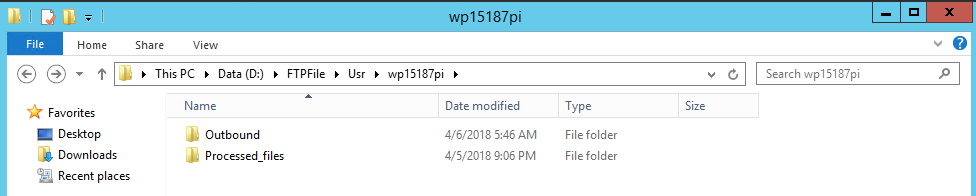 wp15187pi
File Home Share View
This PC Data (D:) FTPFile Usr wp15187pi Search wp15187pi
Name Date modified Type Size
Favorites
Desktop
Downloads
Recent places
Outbound 4/6/2018 5:46 AM File folder
Processed_files 4/5/2018 9:06 PM File folder